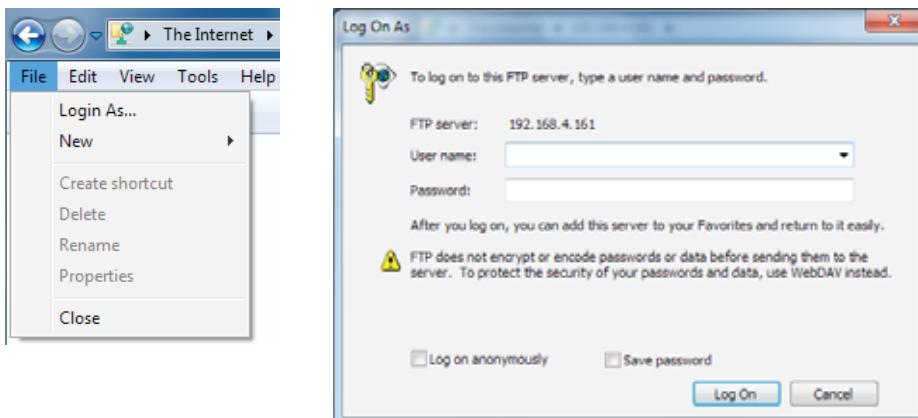 The Internet
File Edit View Tools Help
Login As...
New
Create shortcut
Delete
Rename
Properties
Close
Log On As
To log on to this FTP server, type a user name and password.
FTP server: 192.168.4.161
User name:
Password:
After you log on, you can add this server to your Favorites and return to it easily.
FTP does not encrypt or encode passwords or data before sending them to the
server. To protect the security of your passwords and data, use WebDAV instead.
Log on anonymously Save password
Log On Cancel